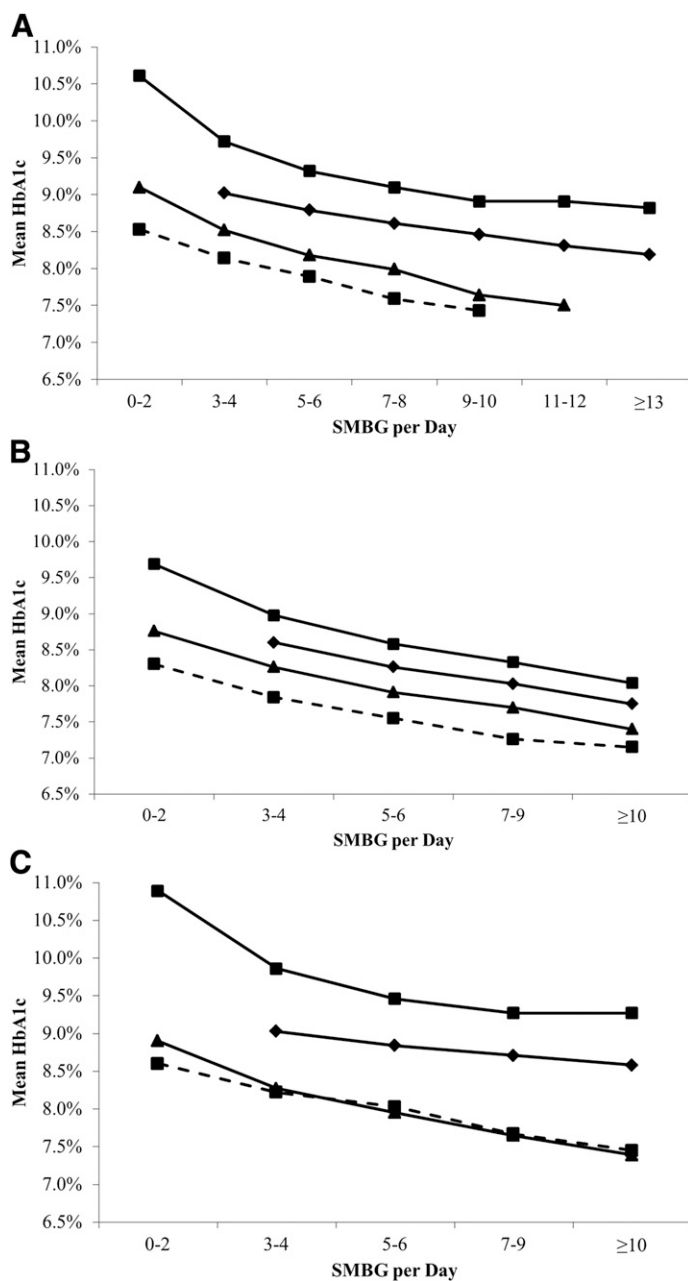 A
Mean HbA1c
11.0%
10.5%
10.0%
9.5%
9.0%
8.5%
8.0%
7.5%
7.0%
6.5%
0-2 3-4 5-6 7-8 9-10 11-12 ≥13
SMBG per Day
B
Mean HbA1c
11.0%
10.5%
10.0%
9.5%
9.0%
8.5%
8.0%
7.5%
7.0%
6.5%
0-2 3-4 5-6 7-9 ≥10
SMBG per Day
C
Mean HbA1c
11.0%
10.5%
10.0%
9.5%
9.0%
8.5%
8.0%
7.5%
7.0%
6.5%
0-2 3-4 5-6 7-9 ≥10
SMBG per Day